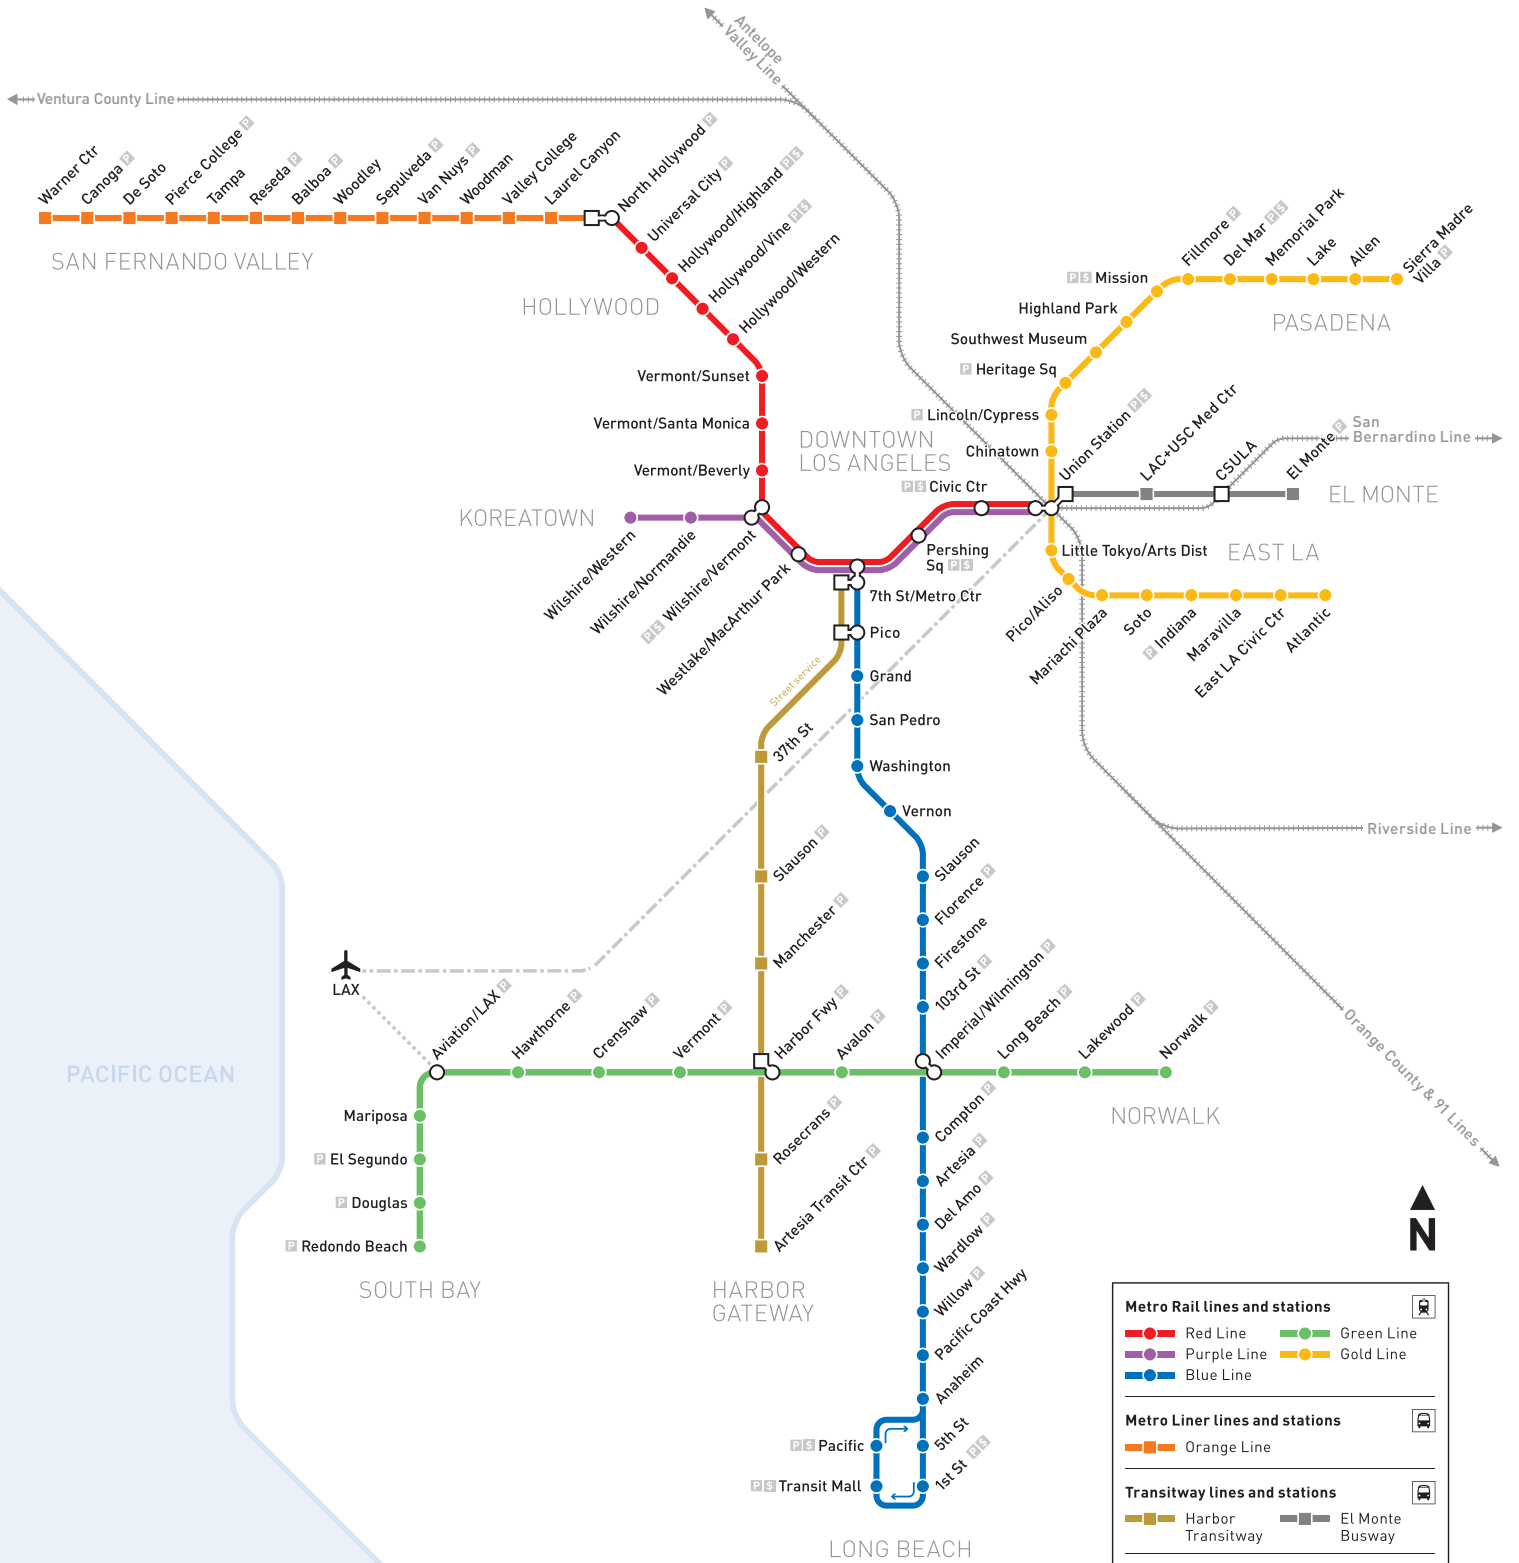 Antelope
Valley Line
Ventura County Line
Warner Ctr
Canoga P
De Soto
Pierce College P
Tampa
Reseda P
Balboa P
Woodley
Sepulveda P
Van Nuys P
Woodman
Valley College
Laurel Canyon
North Hollywood P
Universal City P
Hollywood/Highland P $
Hollywood/Vine P $
Hollywood/Western
SAN FERNANDO VALLEY
HOLLYWOOD
Vermont/Sunset
Vermont/Santa Monica
Vermont/Beverly
P $ Mission
Fillmore P
Del Mar P $
Memorial Park
Lake
Allen
Sierra Madre
Villa P
PASADENA
Highland Park
Southwest Museum
P Heritage Sq
P Lincoln/Cypress
Chinatown
DOWNTOWN
LOS ANGELES
P $ Civic Ctr
Union Station P $
LAC+USC Med Ctr
CSULA
El Monte P
San
Bernardino Line
EL MONTE
KOREATOWN
Wilshire/Western
Wilshire/Normandie
P $ Wilshire/Vermont
Westlake/MacArthur Park
Pershing
Sq P $
7th St/Metro Ctr
Little Tokyo/Arts Dist
EAST LA
Pico/Aliso
Mariachi Plaza
Soto
P Indiana
Maravilla
East LA Civic Ctr
Atlantic
Pico
Grand
San Pedro
Washington
Vernon
Street service
37th St
Slauson P
Manchester P
Slauson
Florence P
Firestone
103rd St P
Riverside Line
Orange County & 91 Lines
LAX
Aviation/LAX P
Hawthorne P
Crenshaw P
Vermont P
Harbor Fwy P
Avalon P
Imperial/Wilmington P
Long Beach P
Lakewood P
Norwalk P
PACIFIC OCEAN
Mariposa
P El Segundo
P Douglas
P Redondo Beach
SOUTH BAY
Rosecrans P
Artesia Transit Ctr P
HARBOR
GATEWAY
NORWALK
Compton P
Artesia P
Del Amo P
Wardlow P
Willow P
Pacific Coast Hwy
Anaheim
5th St
1st St P $
P $ Pacific
P $ Transit Mall
LONG BEACH
N
Metro Rail lines and stations
Red Line
Green Line
Purple Line
Gold Line
Blue Line
Metro Liner lines and stations
Orange Line
Transitway lines and stations
Harbor
Transitway
El Monte
Busway